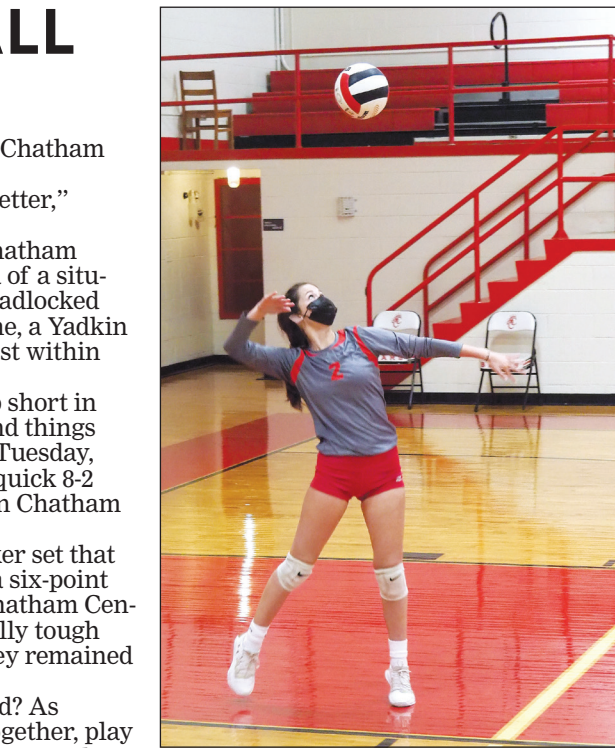 ALL
Chatham
etter,”
hatham
of a situ-
adlocked
ne, a Yadkin
st within
short in
nd things
Tuesday,
quick 8-2
n Chatham
ker set that
six-point
hatham Cen-
lly tough
ey remained
d? As
gether, play
2